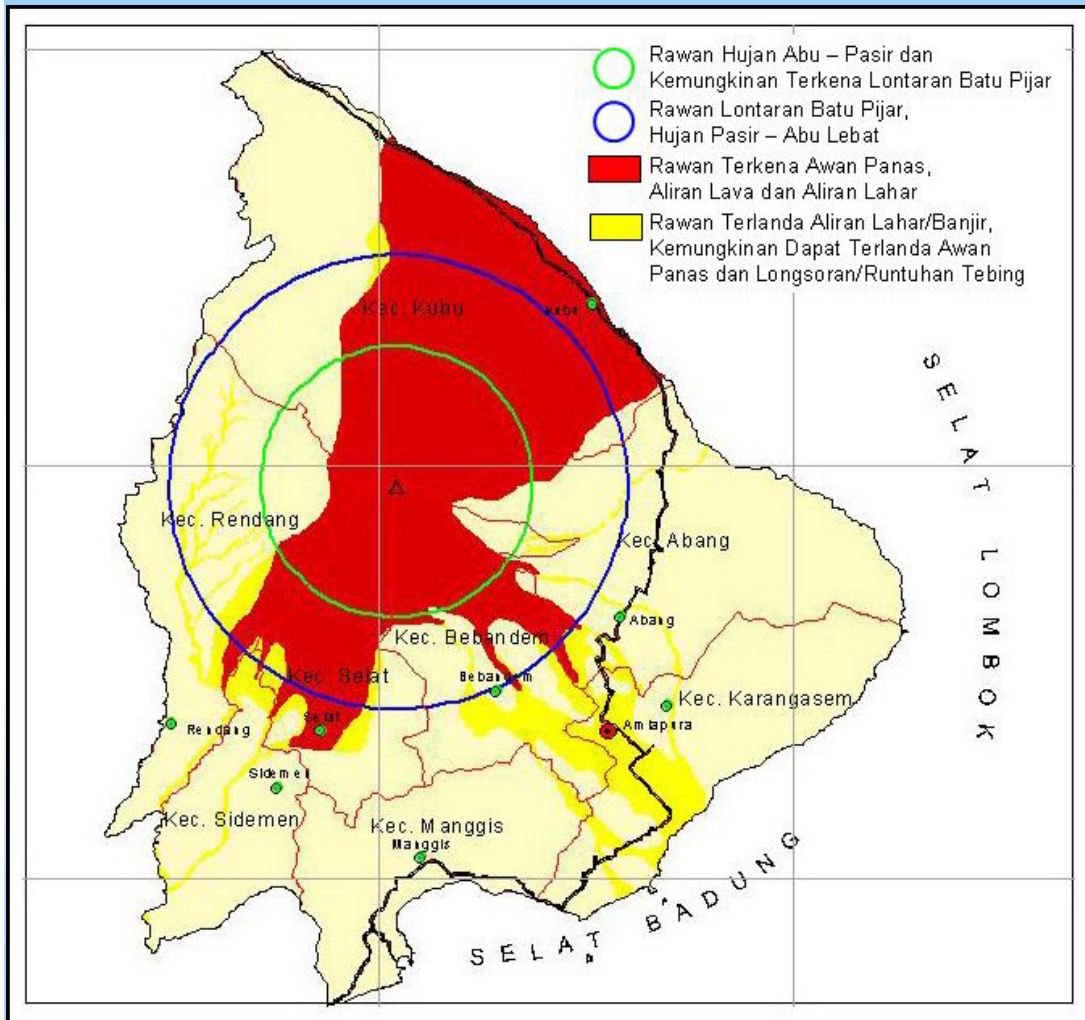 Rawan Hujan Abu – Pasir dan
Kemungkinan Terkena Lontaran Batu Pijar
Rawan Lontaran Batu Pijar,
Hujan Pasir – Abu Lebat
Rawan Terkena Awan Panas,
Aliran Lava dan Aliran Lahar
Rawan Terlanda Aliran Lahar/Banjir,
Kemungkinan Dapat Terlanda Awan
Panas dan Longsoran/Runtuhan Tebing
Kec. Kubu
Kubu
SELAT LOMBOK
Kec. Rendang
Kec. Abang
Abang
Kec. Bebandem
Bebandem
Kec. Selat
Selat
Kec. Karangasem
Rendang
Amlapura
Sidemen
Kec. Sidemen
Kec. Manggis
Manggis
SELAT BADUNG